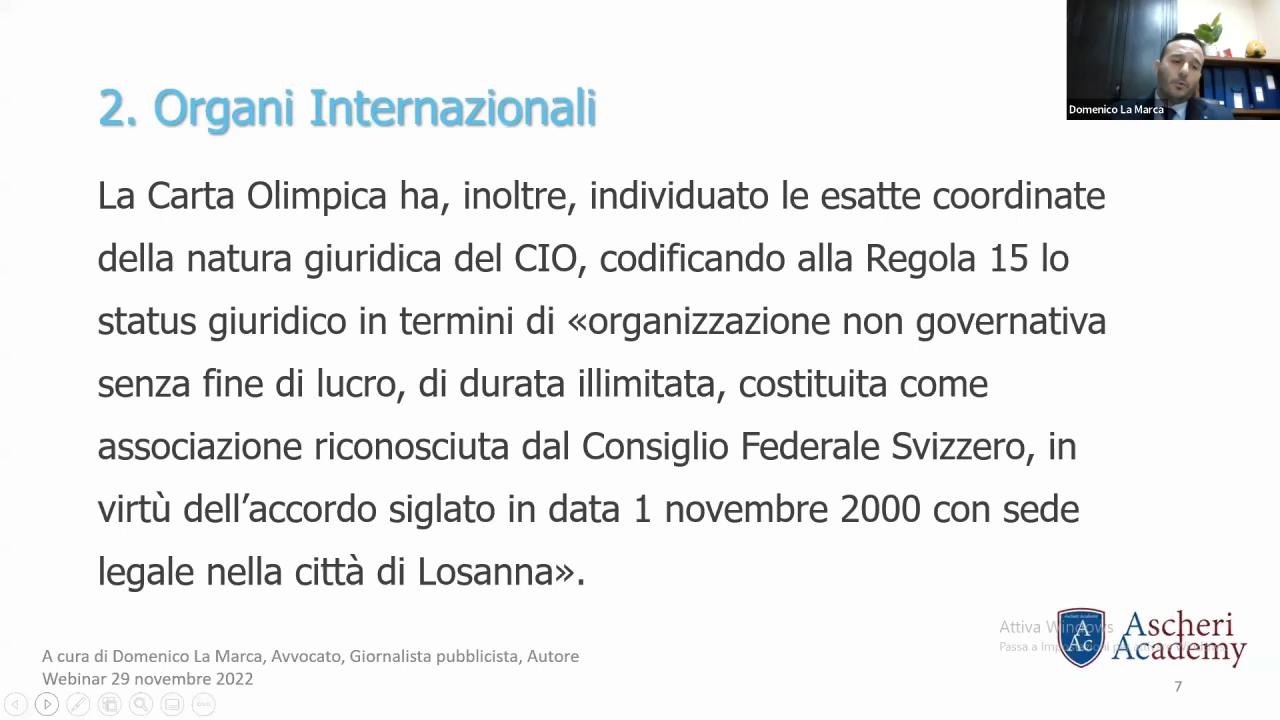 Domenico La Marca
2. Organi Internazionali
La Carta Olimpica ha, inoltre, individuato le esatte coordinate
della natura giuridica del CIO, codificando alla Regola 15 lo
status giuridico in termini di «organizzazione non governativa
senza fine di lucro, di durata illimitata, costituita come
associazione riconosciuta dal Consiglio Federale Svizzero, in
virtù dell’accordo siglato in data 1 novembre 2000 con sede
legale nella città di Losanna».
A cura di Domenico La Marca, Avvocato, Giornalista pubblicista, Autore
Webinar 29 novembre 2022
Attiva Windows
Passa a
A
Ac
Ascheri
Academy
7